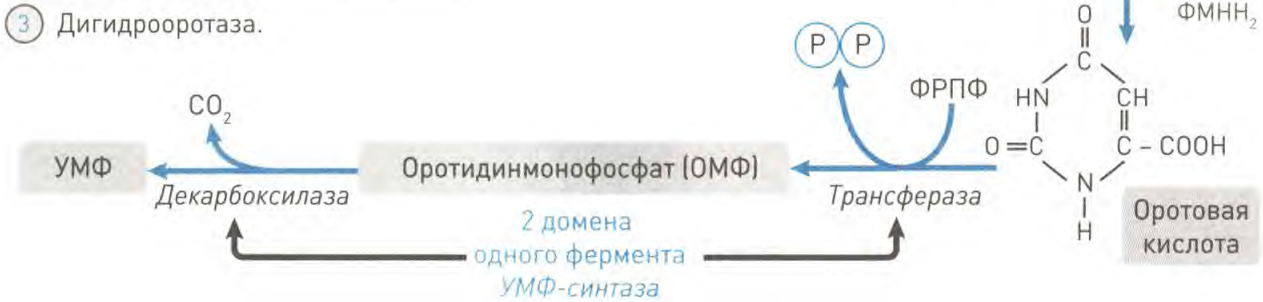 3 Дигидрооротаза.
ФМНН₂
P P
ФРПФ
CO₂
O
C
HN CH
O = C C – COOH
N
H
УМФ
Декарбоксилаза
Оротидинмонофосфат (ОМФ)
Трансфераза
Оротовая
кислота
2 домена
одного фермента
УМФ-синтаза